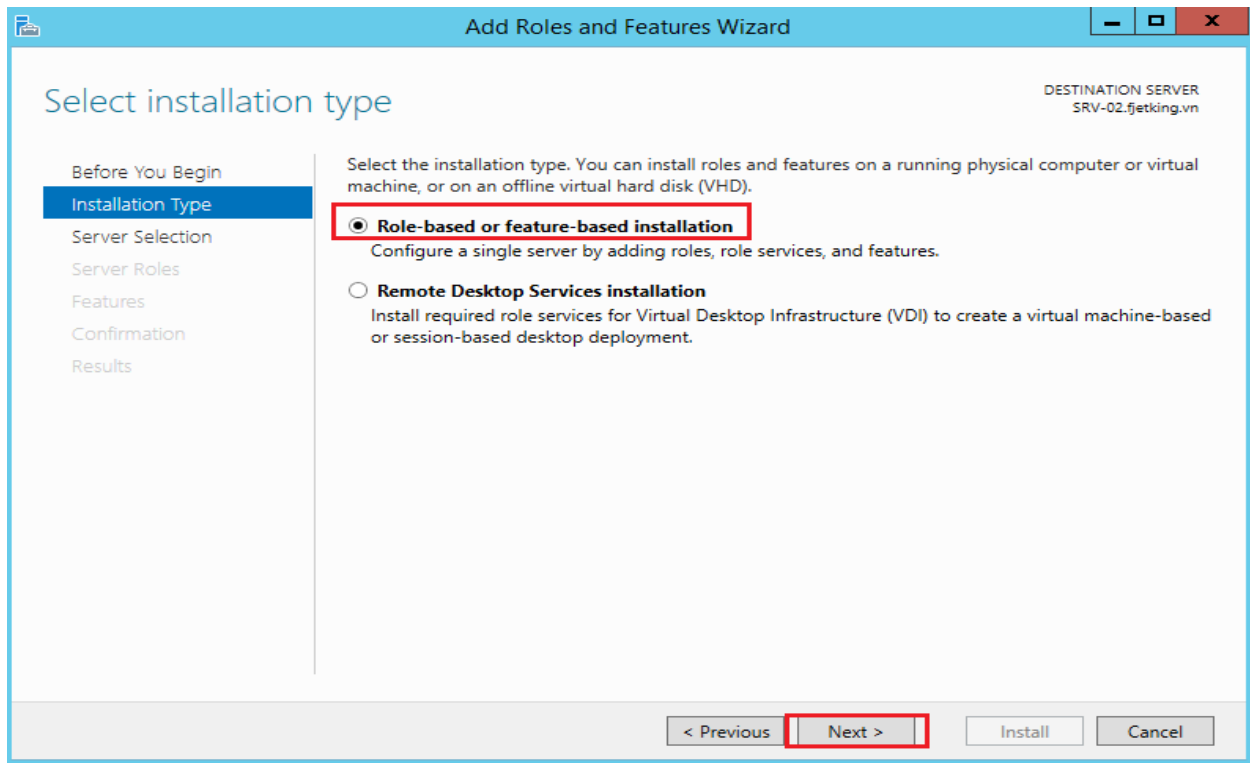 Add Roles and Features Wizard
Select installation type
DESTINATION SERVER
SRV-02.fjetking.vn
Before You Begin
Installation Type
Server Selection
Server Roles
Features
Confirmation
Results
Select the installation type. You can install roles and features on a running physical computer or virtual
machine, or on an offline virtual hard disk (VHD).
Role-based or feature-based installation
Configure a single server by adding roles, role services, and features.
Remote Desktop Services installation
Install required role services for Virtual Desktop Infrastructure (VDI) to create a virtual machine-based
or session-based desktop deployment.
< Previous
Next >
Install
Cancel